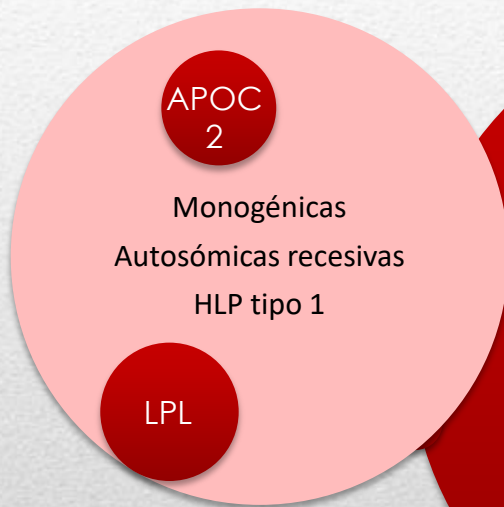 APOC
2
Monogénicas
Autosómicas recesivas
HLP tipo 1
LPL